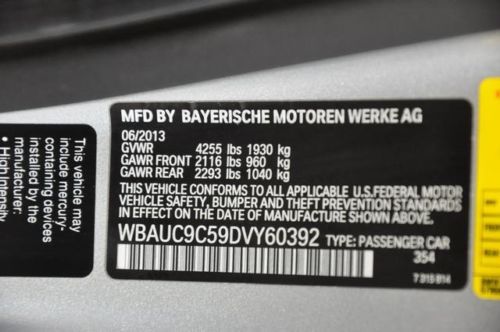 This vehicle may
include mercury-
containing devices
installed by the
manufacturer:
MFD BY BAYERISCHE MOTOREN WERKE AG
06/2013
GVWR 4255 lbs 1930 kg
GAWR FRONT 2116 lbs 960 kg
GAWR REAR 2293 lbs 1040 kg
THIS VEHICLE CONFORMS TO ALL APPLICABLE U.S.FEDERAL MOTOR
VEHICLE SAFETY, BUMPER AND THEFT PREVENTION STANDARDS
IN EFFECT ON THE DATE OF MANUFACTURE SHOWN ABOVE.
WBAUC9C59DVY60392 TYPE: PASSENGER CAR
354